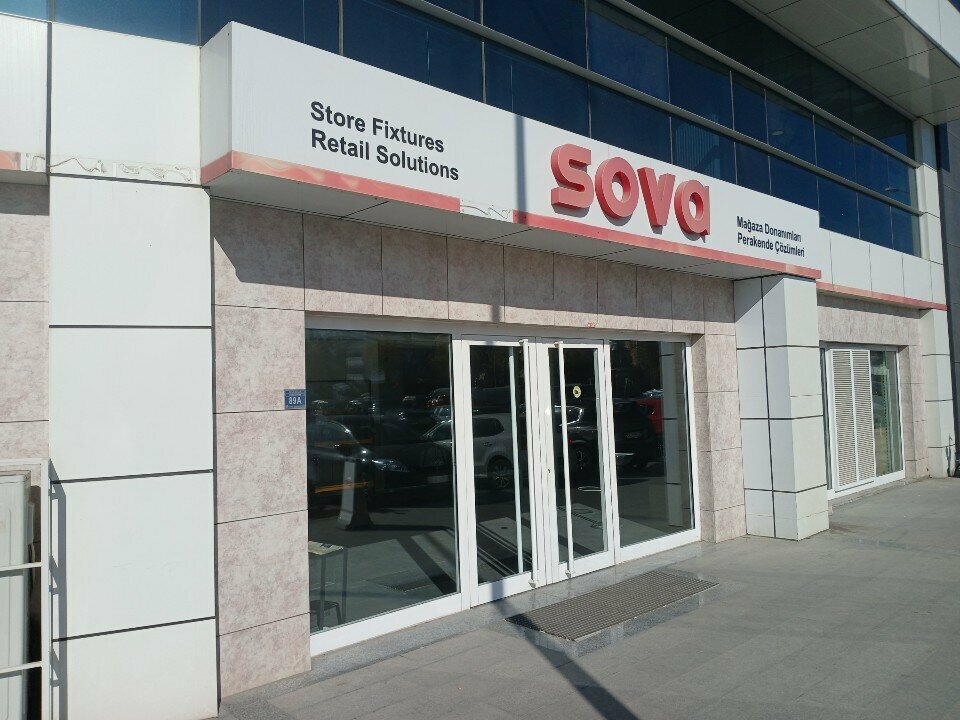 Store Fixtures
Retail Solutions
SOVA
Mağaza Donanımları
Perakende Çözümleri
89A